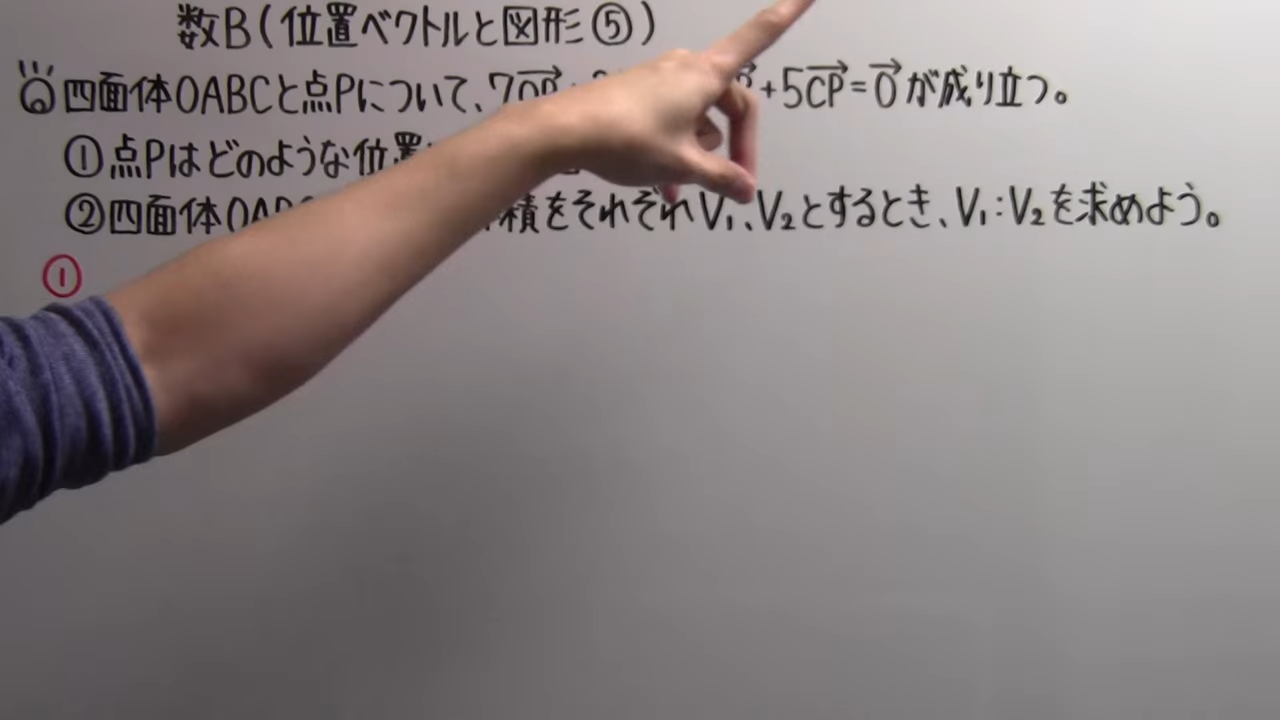 数B(位置ベクトルと図形⑤)
四面体OABCと点Pについて、7OP +5CP=0が成り立つ。
①点Pはどのような位置
②四面体OABC 積をそれぞれV₁、V₂とするとき、V₁:V₂を求めよう。
①